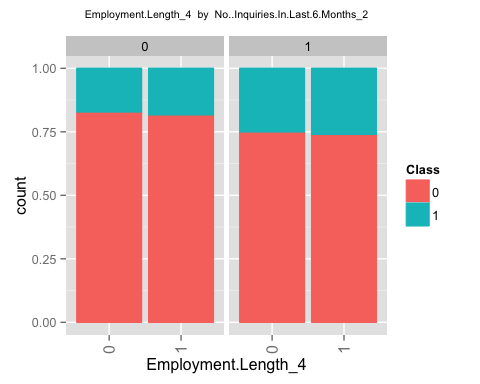 Employment.Length_4 by No..Inquiries.In.Last.6.Months_2
0 1
1.00
0.75
0.50
0.25
0.00
count
0 1 0 1
Employment.Length_4
Class
0
1